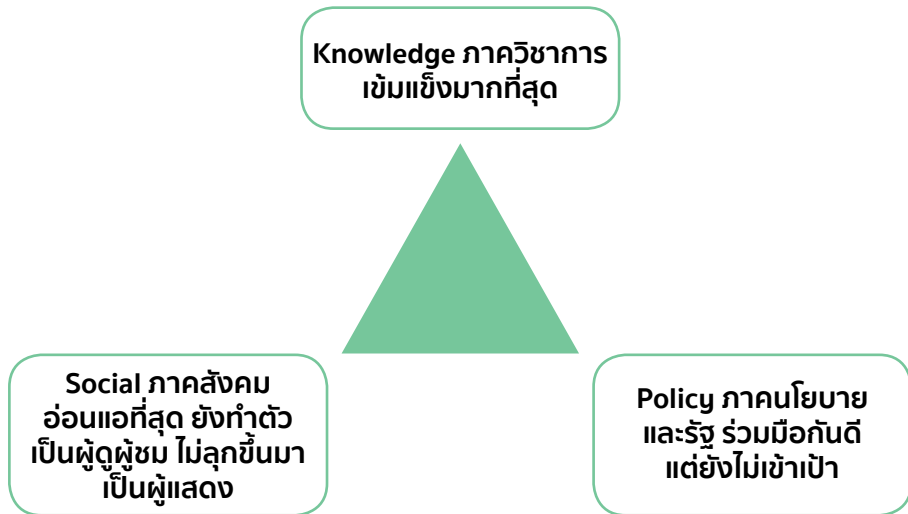 Knowledge ภาควิชาการ
เข้มแข็งมากที่สุด
Social ภาคสังคม
อ่อนแอที่สุด ยังทำตัว
เป็นผู้ดูผู้ชม ไม่ลุกขึ้นมา
เป็นผู้แสดง
Policy ภาคนโยบาย
และรัฐ ร่วมมือกันดี
แต่ยังไม่เข้าเป้า